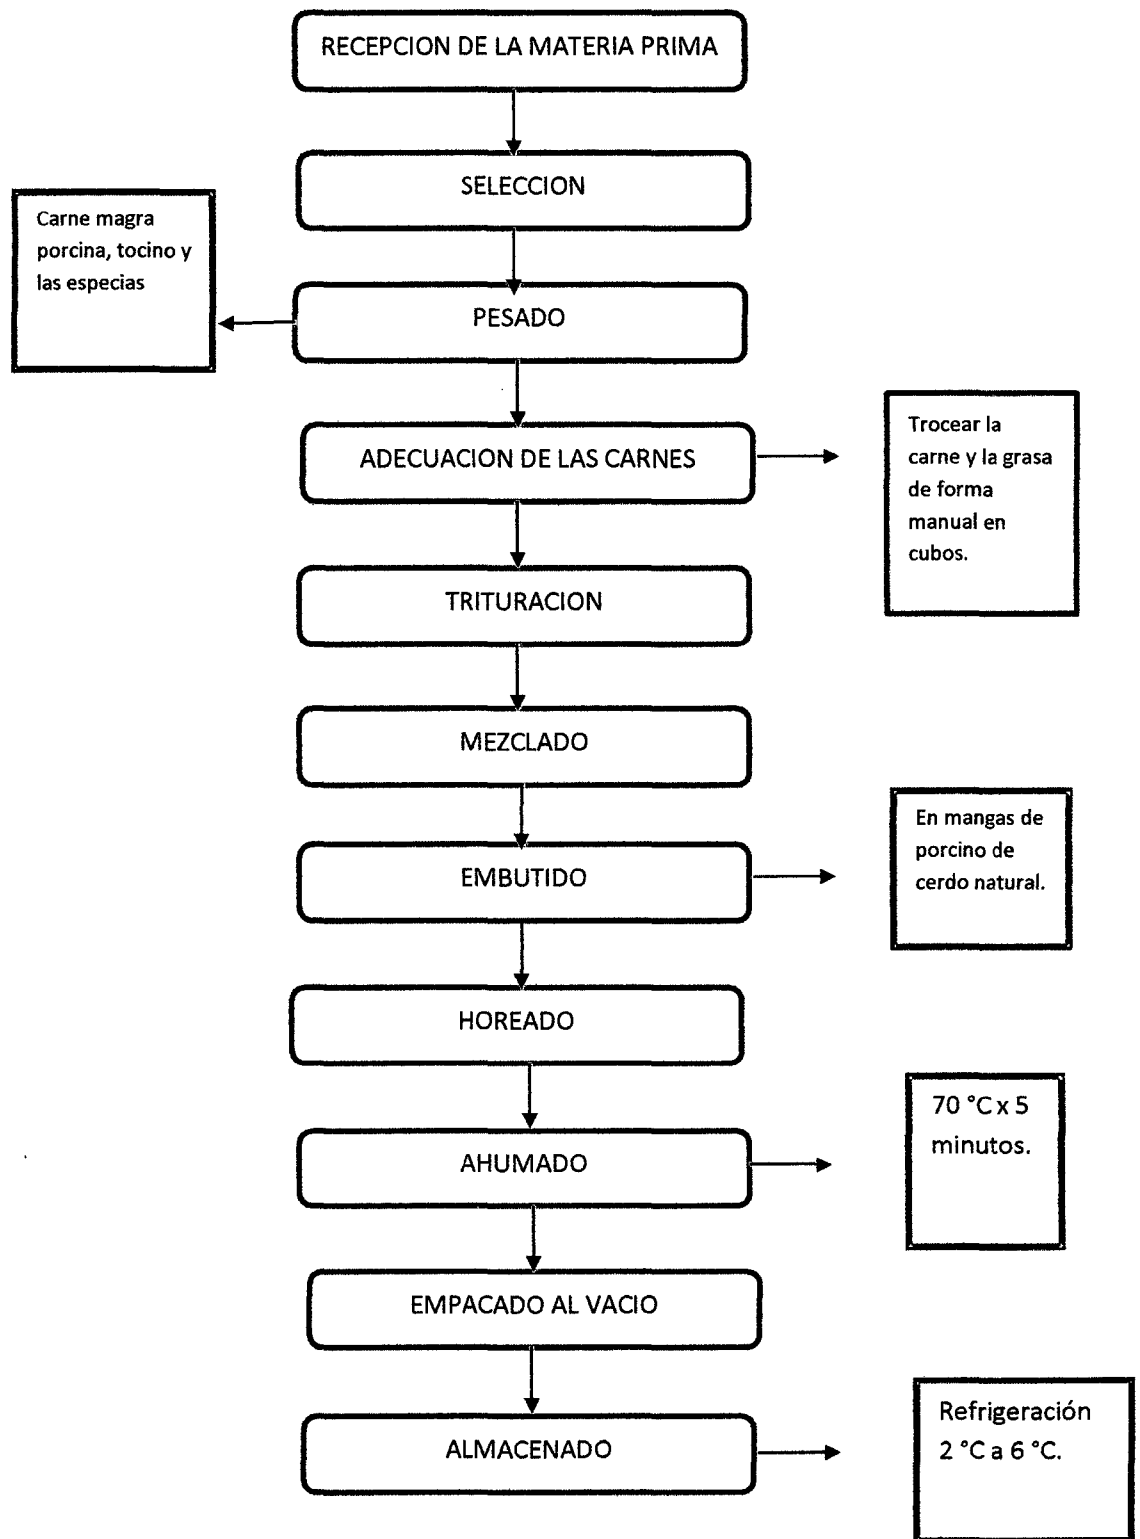 RECEPCION DE LA MATERIA PRIMA
SELECCION
Carne magra
porcina, tocino y
las especias
PESADO
ADECUACION DE LAS CARNES
Trocear la
carne y la grasa
de forma
manual en
cubos.
TRITURACION
MEZCLADO
EMBUTIDO
En mangas de
porcino de
cerdo natural.
HOREADO
AHUMADO
70 °C x 5
minutos.
EMPACADO AL VACIO
ALMACENADO
Refrigeración
2 °C a 6 °C.